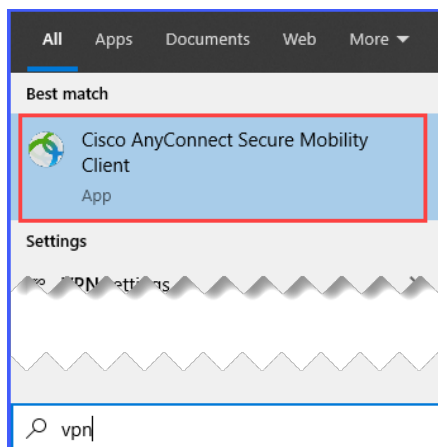 All Apps Documents Web More
Best match
Cisco AnyConnect Secure Mobility
Client
App
Settings
vpn